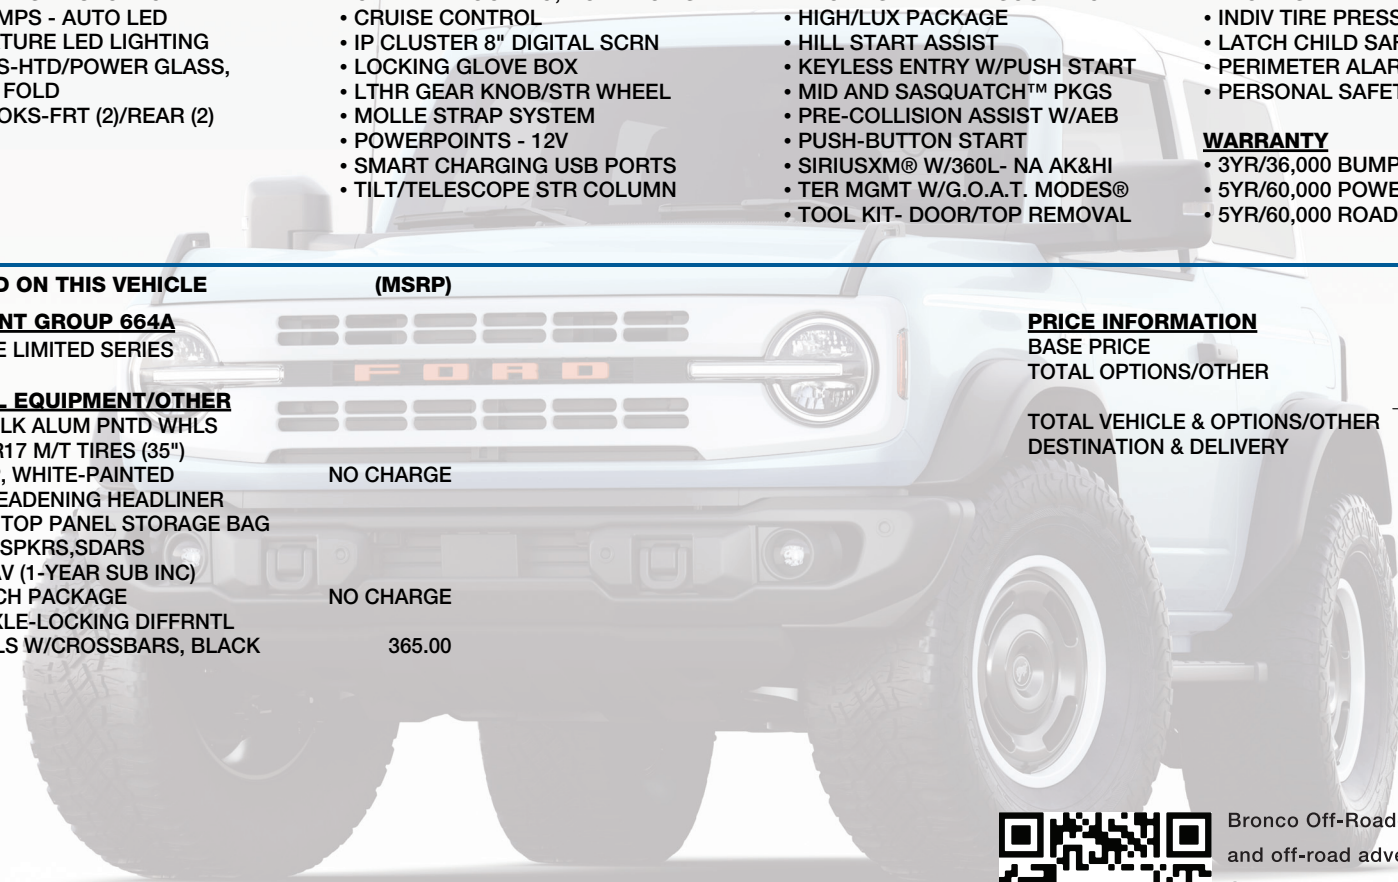 MPS - AUTO LED
TURE LED LIGHTING
S-HTD/POWER GLASS,
FOLD
OKS-FRT (2)/REAR (2)
• CRUISE CONTROL
• IP CLUSTER 8" DIGITAL SCRN
• LOCKING GLOVE BOX
• LTHR GEAR KNOB/STR WHEEL
• MOLLE STRAP SYSTEM
• POWERPOINTS - 12V
• SMART CHARGING USB PORTS
• TILT/TELESCOPE STR COLUMN
• HIGH/LUX PACKAGE
• HILL START ASSIST
• KEYLESS ENTRY W/PUSH START
• MID AND SASQUATCH™ PKGS
• PRE-COLLISION ASSIST W/AEB
• PUSH-BUTTON START
• SIRIUSXM® W/360L- NA AK&HI
• TER MGMT W/G.O.A.T. MODES®
• TOOL KIT- DOOR/TOP REMOVAL
• INDIV TIRE PRESS
• LATCH CHILD SAF
• PERIMETER ALAR
• PERSONAL SAFET
WARRANTY
• 3YR/36,000 BUMP
• 5YR/60,000 POWE
• 5YR/60,000 ROAD
D ON THIS VEHICLE (MSRP)
NT GROUP 664A
E LIMITED SERIES
L EQUIPMENT/OTHER
LK ALUM PNTD WHLS
R17 M/T TIRES (35")
, WHITE-PAINTED NO CHARGE
EADENING HEADLINER
TOP PANEL STORAGE BAG
SPKRS,SDARS
AV (1-YEAR SUB INC)
CH PACKAGE NO CHARGE
XLE-LOCKING DIFFRNTL
LS W/CROSSBARS, BLACK 365.00
PRICE INFORMATION
BASE PRICE
TOTAL OPTIONS/OTHER
TOTAL VEHICLE & OPTIONS/OTHER
DESTINATION & DELIVERY
FORD
Bronco Off-Road
and off-road adve